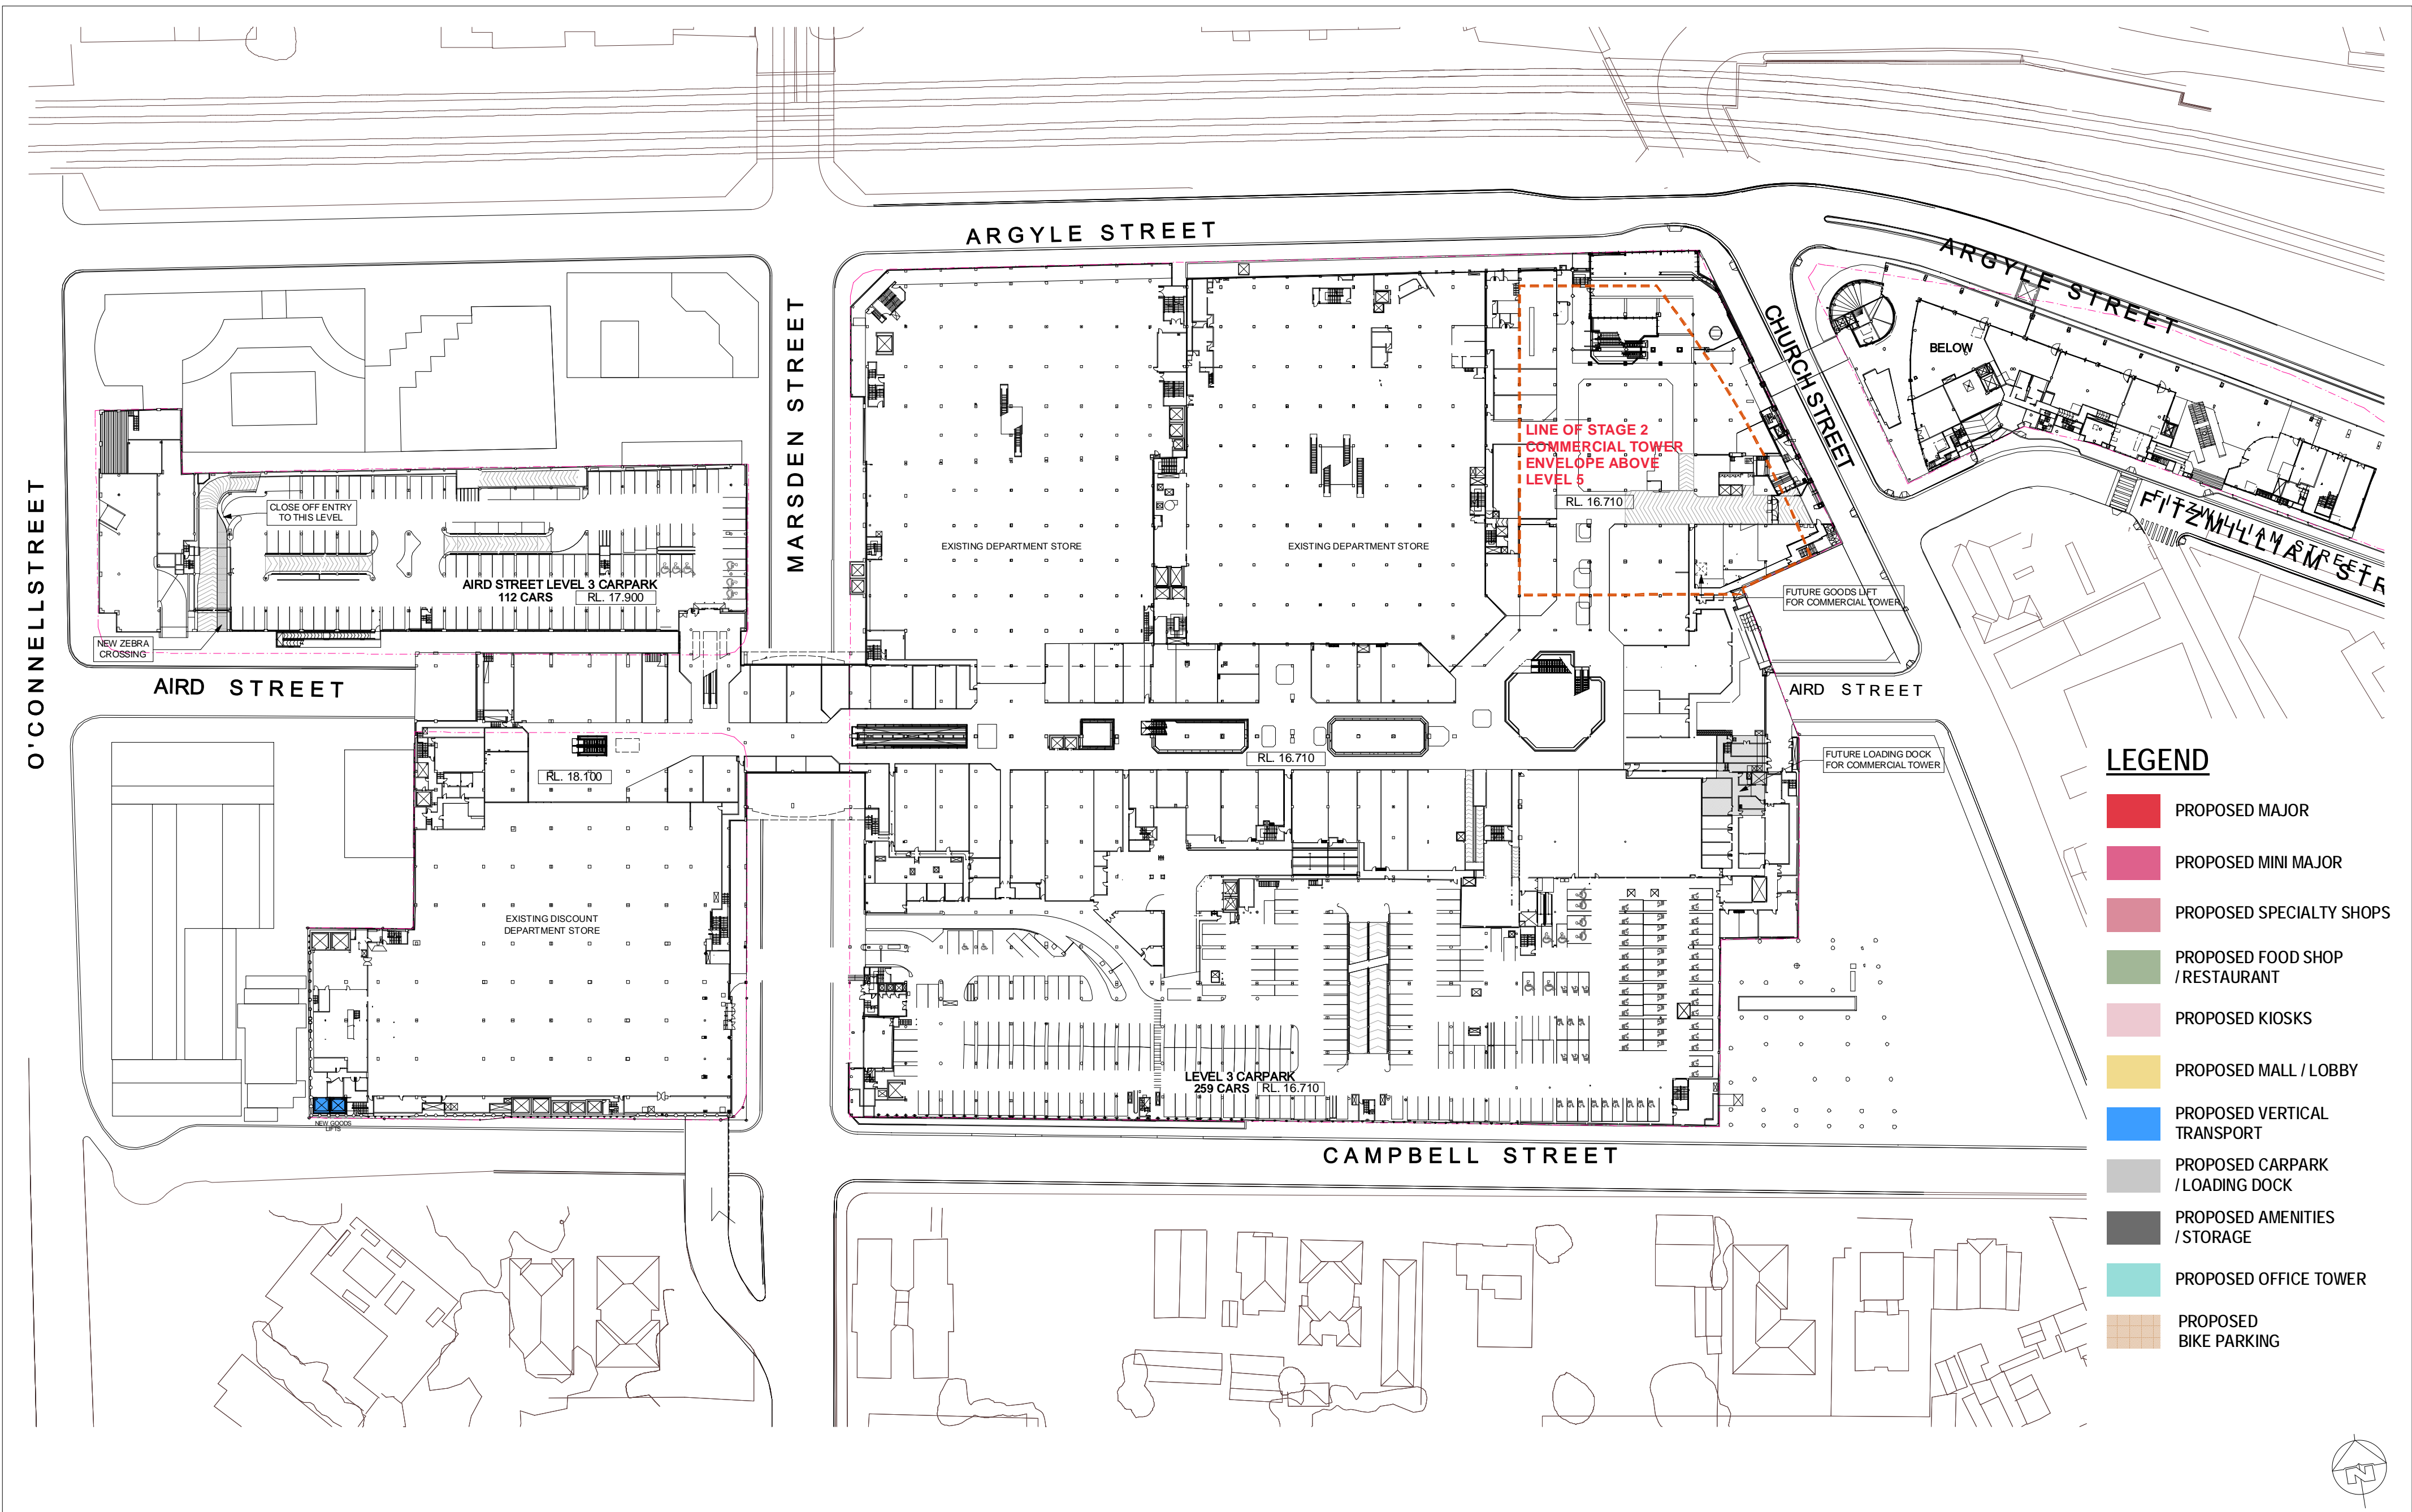 ARGYLE STREET
ARGYLE STREET
O'CONNELLSTREET
MARSDEN STREET
CHURCH STREET
BELOW
LINE OF STAGE 2
COMMERCIAL TOWER
ENVELOPE ABOVE
LEVEL 5
RL. 16.710
CLOSE OFF ENTRY
TO THIS LEVEL
EXISTING DEPARTMENT STORE
EXISTING DEPARTMENT STORE
FITZWILLIAM STREET
FITZWILLIAM STR
AIRD STREET LEVEL 3 CARPARK
112 CARS
RL. 17.900
FUTURE GOODS LIFT
FOR COMMERCIAL TOWER
NEW ZEBRA
CROSSING
AIRD STREET
AIRD STREET
RL. 18.100
RL. 16.710
FUTURE LOADING DOCK
FOR COMMERCIAL TOWER
EXISTING DISCOUNT
DEPARTMENT STORE
LEVEL 3 CARPARK
259 CARS
RL. 16.710
NEW GOODS
LIFTS
CAMPBELL STREET
LEGEND
PROPOSED MAJOR
PROPOSED MINI MAJOR
PROPOSED SPECIALTY SHOPS
PROPOSED FOOD SHOP
/ RESTAURANT
PROPOSED KIOSKS
PROPOSED MALL / LOBBY
PROPOSED VERTICAL
TRANSPORT
PROPOSED CARPARK
/ LOADING DOCK
PROPOSED AMENITIES
/ STORAGE
PROPOSED OFFICE TOWER
PROPOSED
BIKE PARKING
N